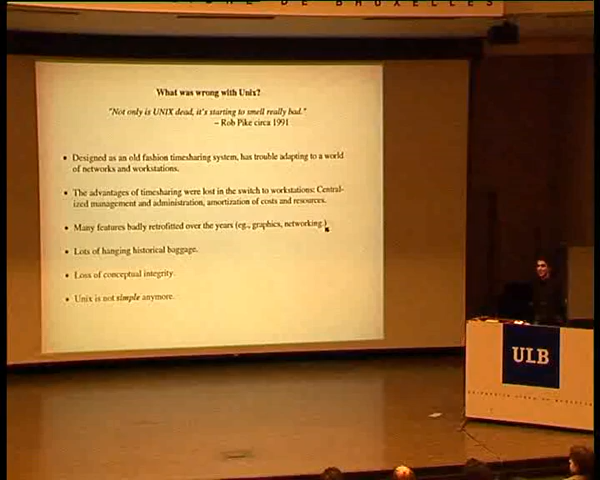 DE BRUXELLES
What was wrong with Unix?
"Not only is UNIX dead, it's starting to smell really bad."
– Rob Pike circa 1991
• Designed as an old fashion timesharing system, has trouble adapting to a world
of networks and workstations.
• The advantages of timesharing were lost in the switch to workstations: Central-
ized management and administration, amortization of costs and resources.
• Many features badly retrofitted over the years (eg., graphics, networking.)
• Lots of hanging historical baggage.
• Loss of conceptual integrity.
• Unix is not simple anymore.
ULB